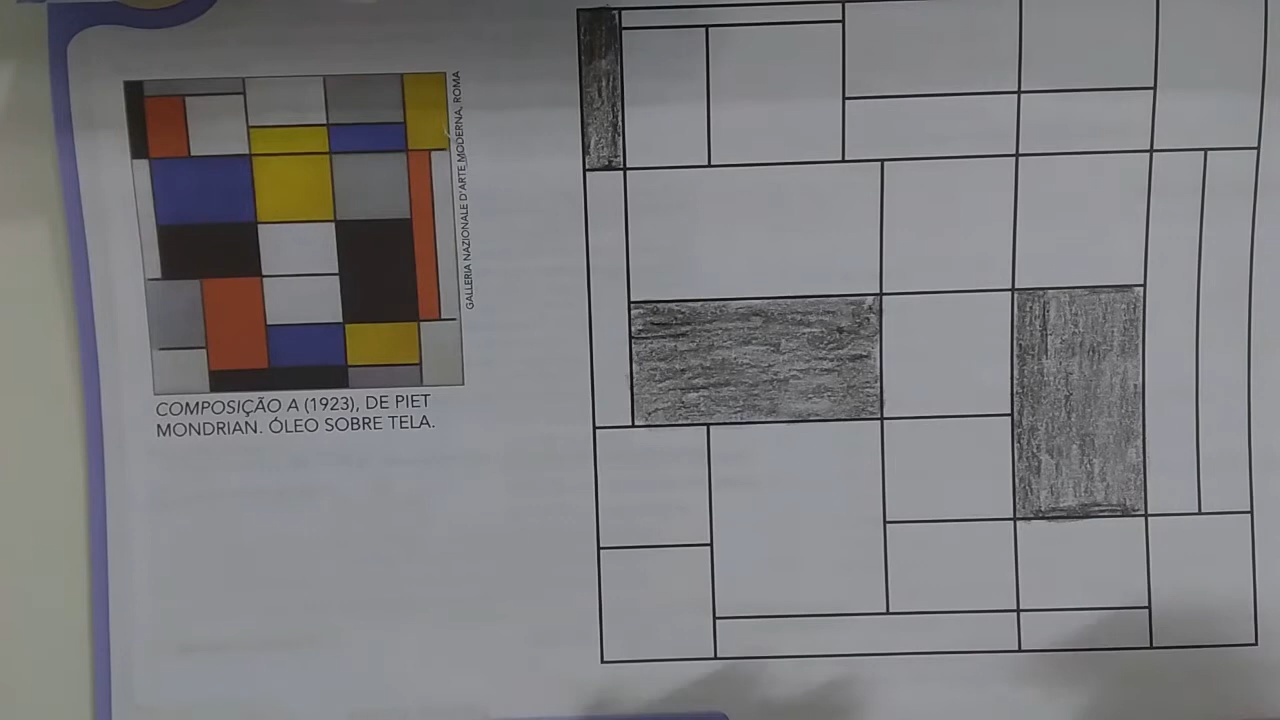 GALLERIA NAZIONALE D'ARTE MODERNA, ROMA
COMPOSIÇÃO A (1923), DE PIET
MONDRIAN. ÓLEO SOBRE TELA.